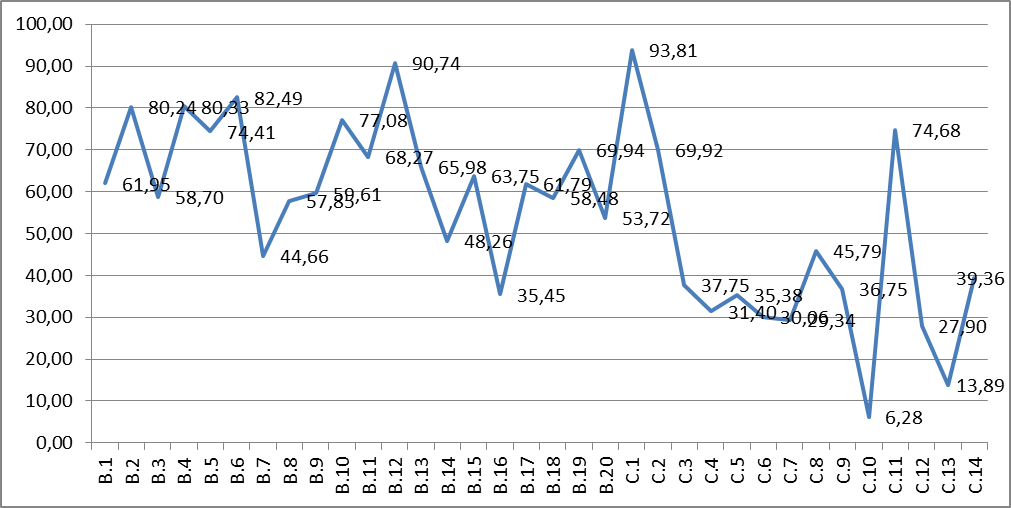 100,00
90,00
80,00
70,00
60,00
50,00
40,00
30,00
20,00
10,00
0,00
61,95
80,24
58,70
80,33
74,41
82,49
44,66
57,83
59,61
77,08
68,27
90,74
65,98
48,26
63,75
35,45
61,79
58,48
69,94
53,72
93,81
69,92
37,75
31,40
35,38
30,06
29,34
45,79
36,75
6,28
74,68
27,90
13,89
39,36
B.1
B.2
B.3
B.4
B.5
B.6
B.7
B.8
B.9
B.10
B.11
B.12
B.13
B.14
B.15
B.16
B.17
B.18
B.19
B.20
C.1
C.2
C.3
C.4
C.5
C.6
C.7
C.8
C.9
C.10
C.11
C.12
C.13
C.14